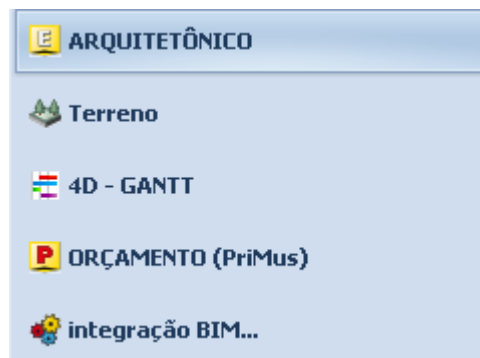 E ARQUITETÔNICO
Terreno
4D - GANTT
P ORÇAMENTO (PriMus)
integração BIM...